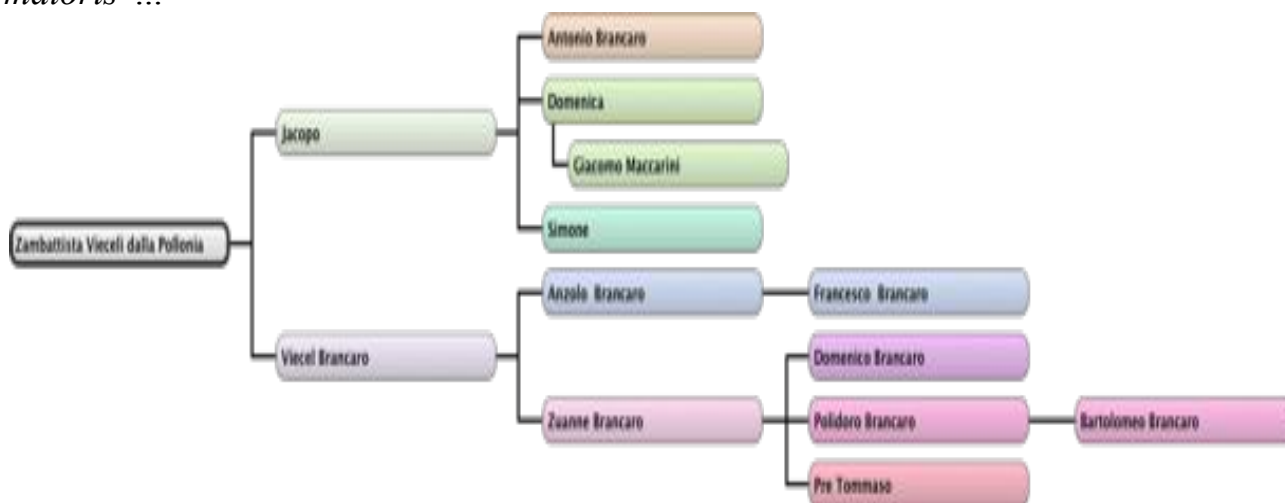 Antonio Brancaro
Domenica
Jacopo
Giacomo Maccarini
Simone
Zambattista Vieceli dalla Pollonia
Anzolo Brancaro
Francesco Brancaro
Viecel Brancaro
Domenico Brancaro
Zuanne Brancaro
Polidoro Brancaro
Bartolomeo Brancaro
Pre Tommaso